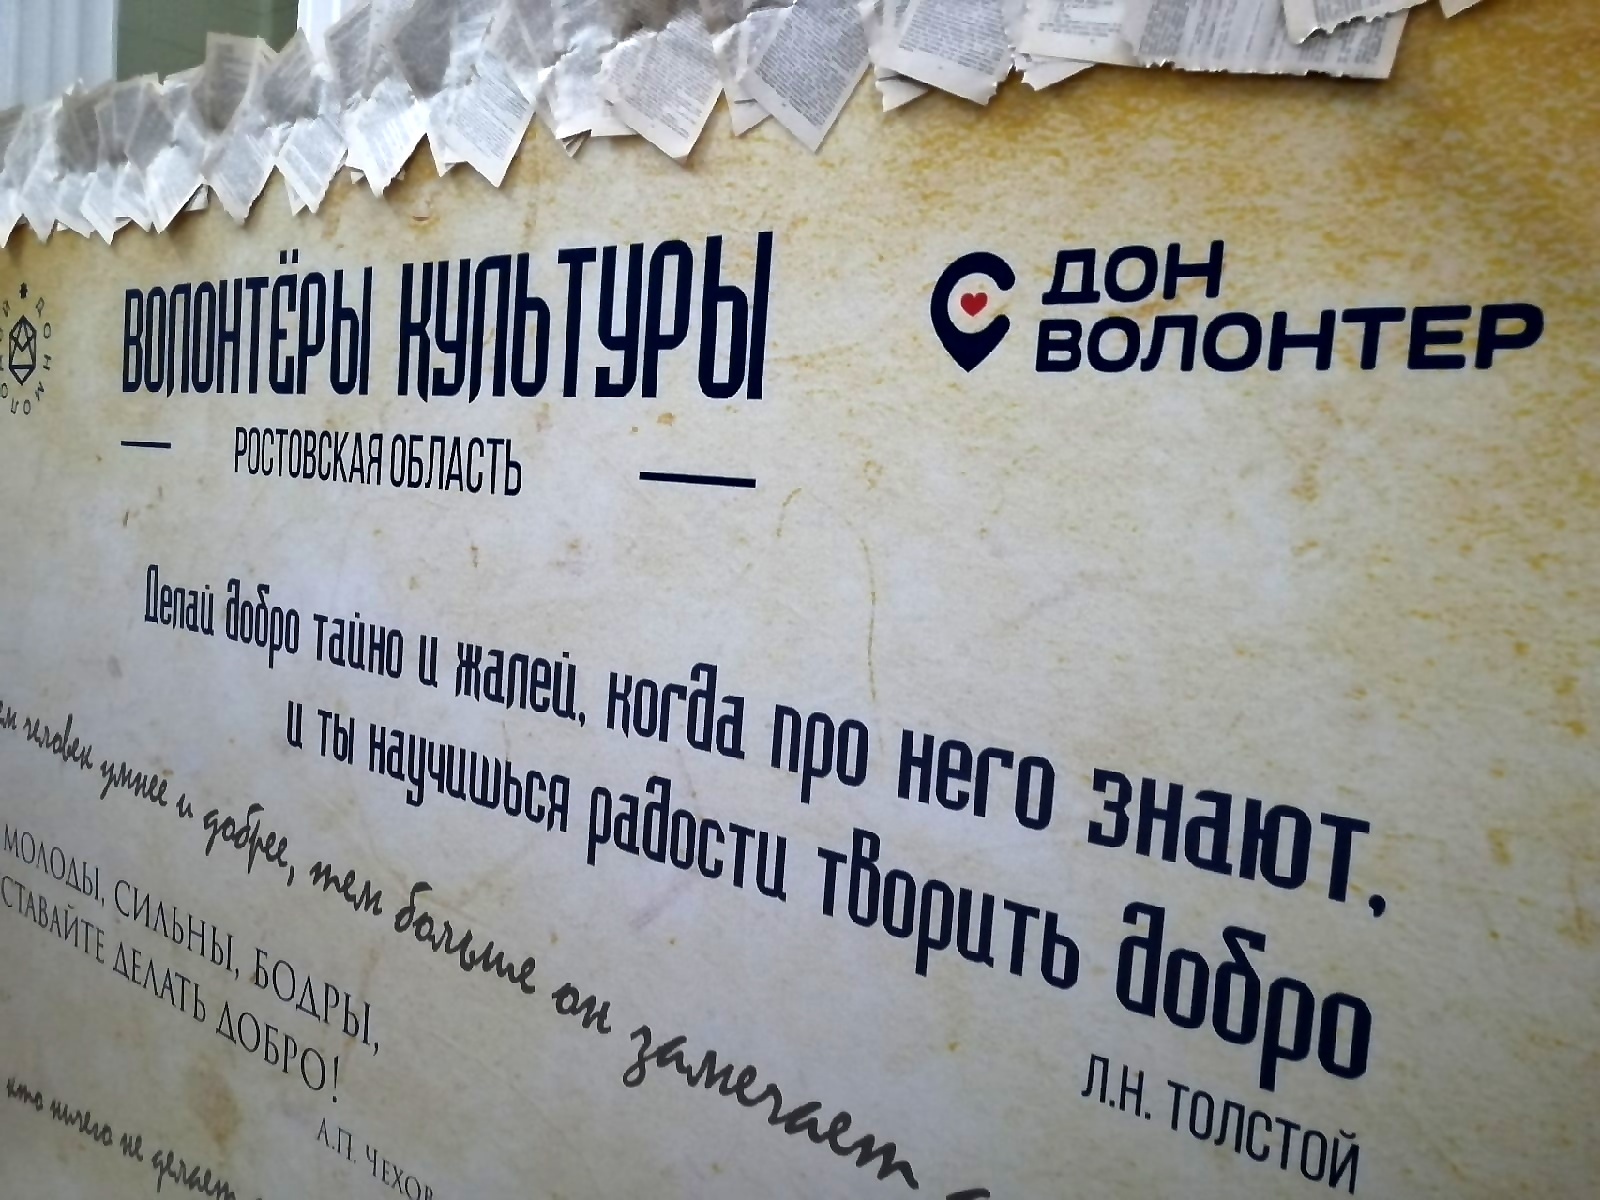 ВОЛОНТЁРЫ КУЛЬТУРЫ
РОСТОВСКАЯ ОБЛАСТЬ
ДОН
ВОЛОНТЕР
Делай добро тайно и жалей, когда про него знают,
и ты научишься радости творить добро
Л.Н. ТОЛСТОЙ
человек умнее и добрее, тем больше он замечает
МОЛОДЫ, СИЛЬНЫ, БОДРЫ,
СТАВАЙТЕ ДЕЛАТЬ ДОБРО!
А.П. ЧЕХОВ
кто ничего не делает